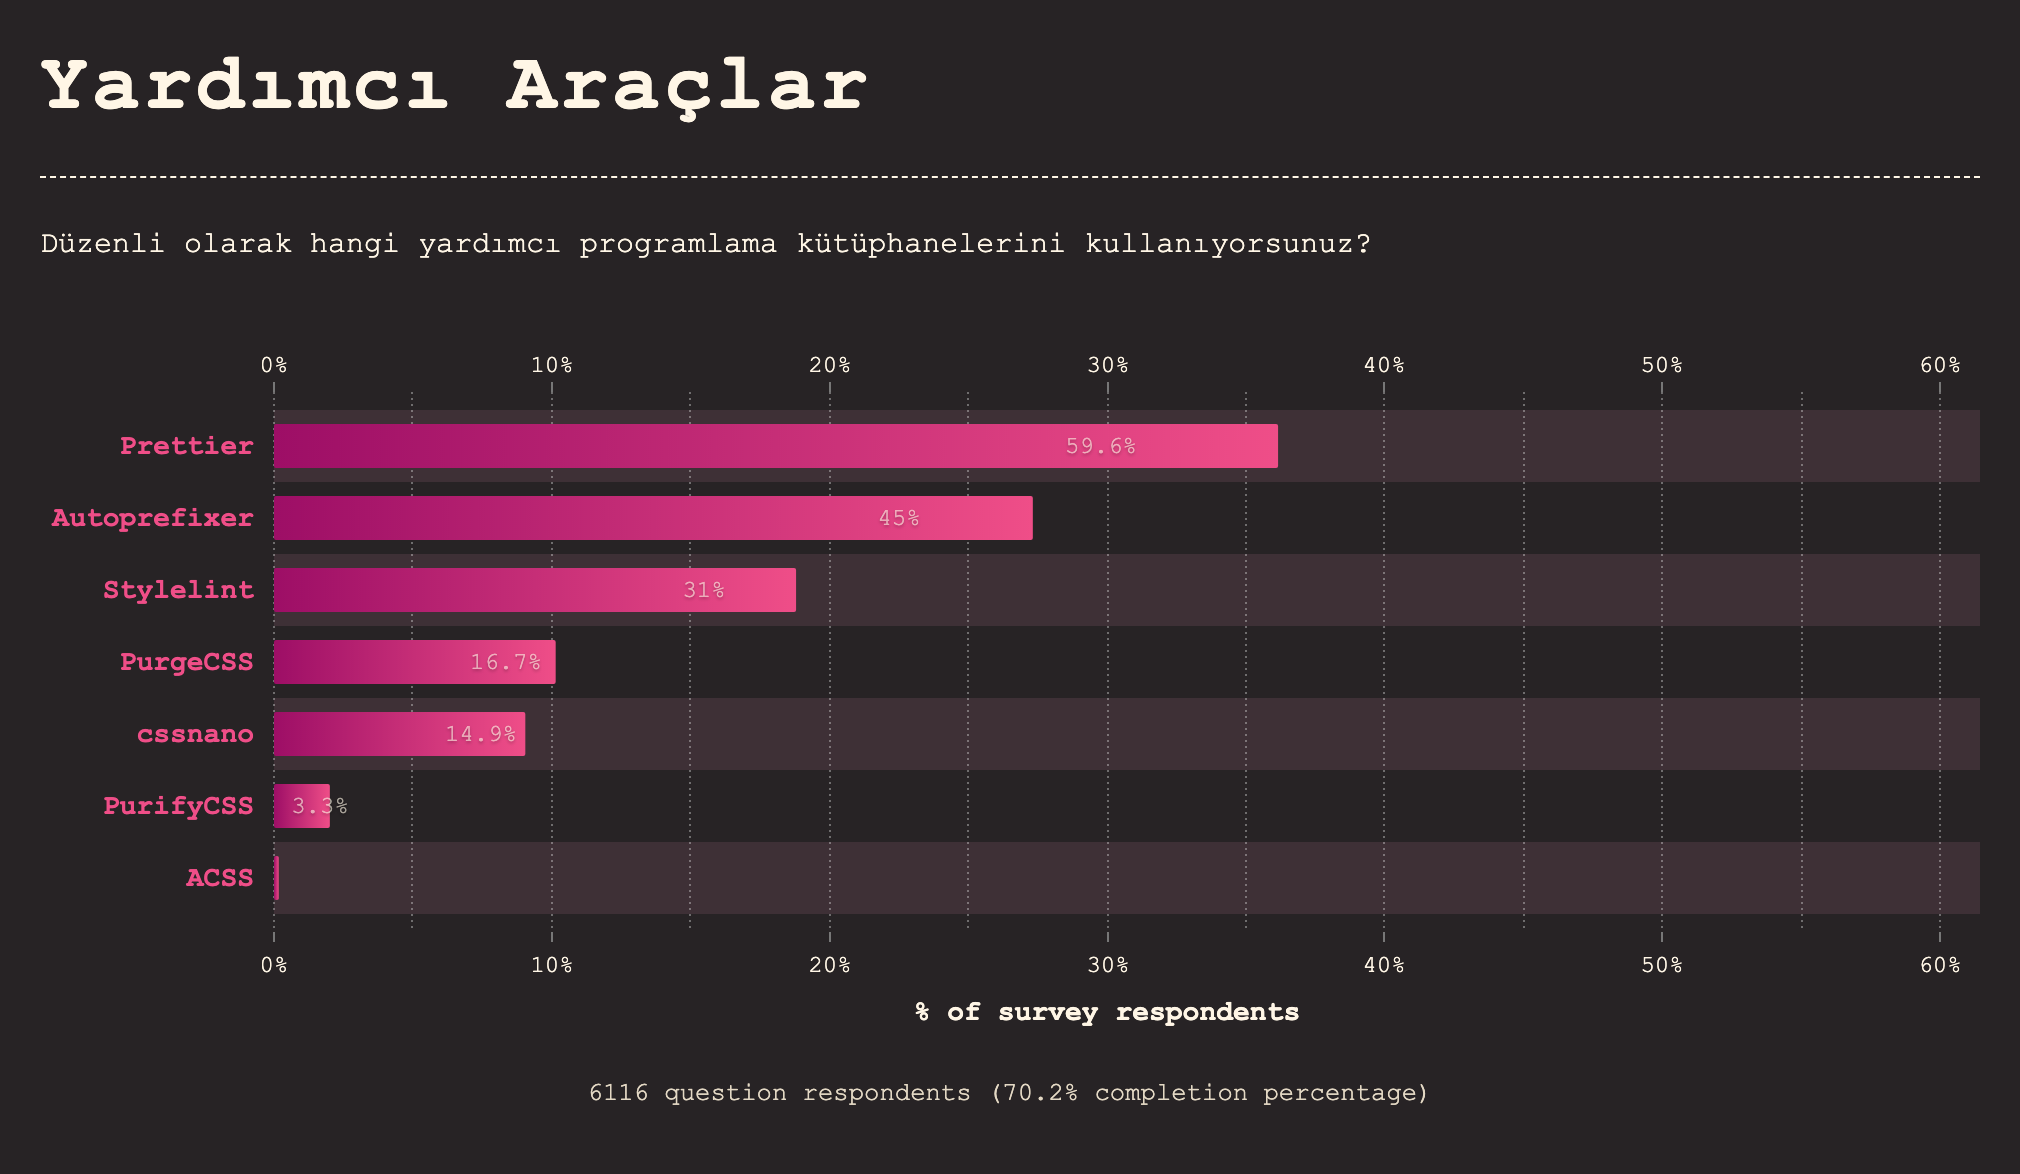 Yardımcı Araçlar
Düzenli olarak hangi yardımcı programlama kütüphanelerini kullanıyorsunuz?
0% 10% 20% 30% 40% 50% 60%
Prettier 59.6%
Autoprefixer 45%
Stylelint 31%
PurgeCSS 16.7%
cssnano 14.9%
PurifyCSS 3.3%
ACSS
0% 10% 20% 30% 40% 50% 60%
% of survey respondents
6116 question respondents (70.2% completion percentage)